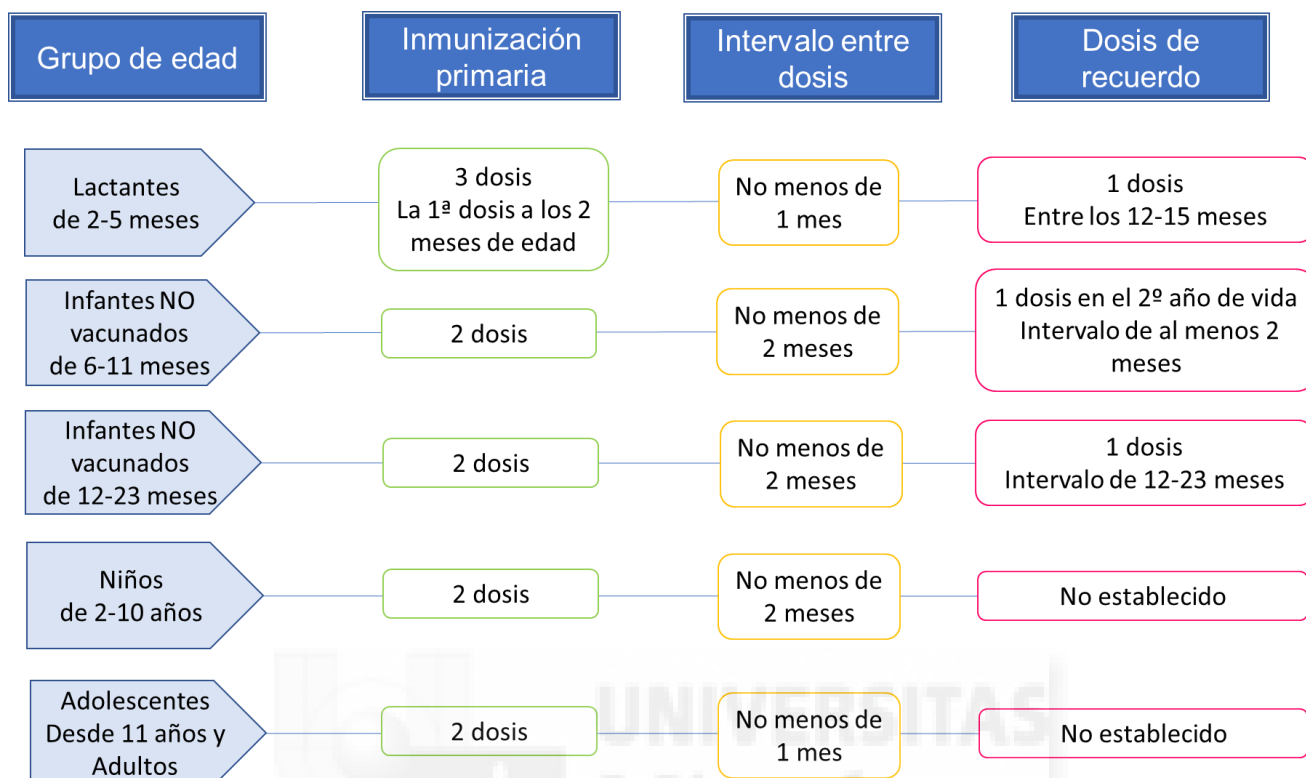 Grupo de edad
Inmunización
primaria
Intervalo entre
dosis
Dosis de
recuerdo
Lactantes
de 2-5 meses
3 dosis
La 1ª dosis a los 2
meses de edad
No menos de
1 mes
1 dosis
Entre los 12-15 meses
Infantes NO
vacunados
de 6-11 meses
2 dosis
No menos de
2 meses
1 dosis en el 2º año de vida
Intervalo de al menos 2
meses
Infantes NO
vacunados
de 12-23 meses
2 dosis
No menos de
2 meses
1 dosis
Intervalo de 12-23 meses
Niños
de 2-10 años
2 dosis
No menos de
2 meses
No establecido
Adolescentes
Desde 11 años y
Adultos
2 dosis
No menos de
1 mes
No establecido
UNIVERSITAS